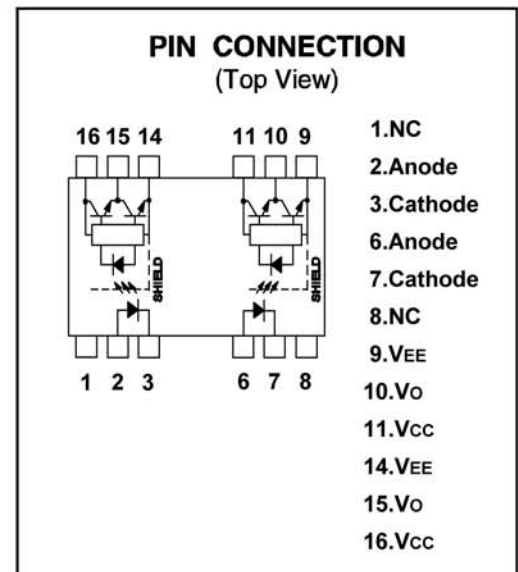 PIN CONNECTION
(Top View)
16 15 14 11 10 9
SHIELD SHIELD
1 2 3 6 7 8
1.NC
2.Anode
3.Cathode
6.Anode
7.Cathode
8.NC
9.VEE
10.VO
11.VCC
14.VEE
15.VO
16.VCC